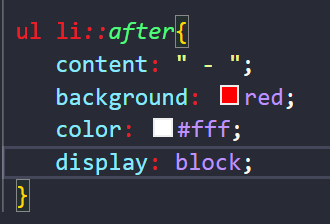 ul li::after{
content: " - ";
background: red;
color: #fff;
display: block;
}